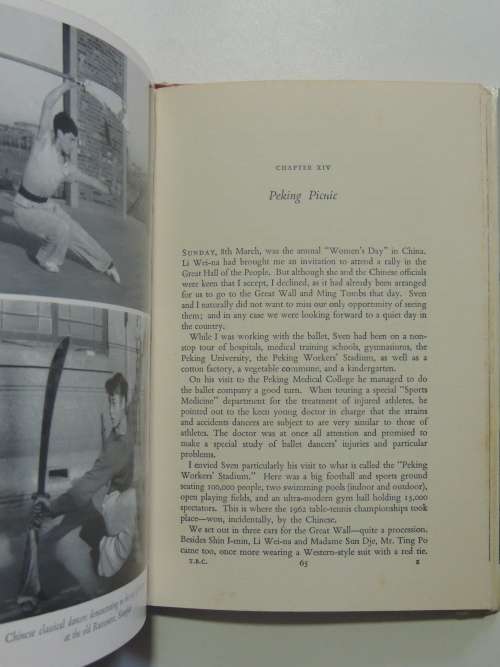 CHAPTER XIV
Peking Picnic
SUNDAY, 8th March, was the annual "Women's Day" in China.
Li Wei-na had brought me an invitation to attend a rally in the
Great Hall of the People. But although she and the Chinese officials
were keen that I accept, I declined, as it had already been arranged
for us to go to the Great Wall and Ming Tombs that day. Sven
and I naturally did not want to miss our only opportunity of seeing
them; and in any case we were looking forward to a quiet day in
the country.
While I was working with the ballet, Sven had been on a non-
stop tour of hospitals, medical training schools, gymnasiums, the
Peking University, the Peking Workers' Stadium, as well as a
cotton factory, a vegetable commune, and a kindergarten.
On his visit to the Peking Medical College he managed to do
the ballet company a good turn. When touring a special "Sports
Medicine" department for the treatment of injured athletes, he
pointed out to the keen young doctor in charge that the strains
and accidents dancers are subject to are very similar to those of
athletes. The doctor was at once all attention and promised to
make a special study of ballet dancers' injuries and particular
problems.
I envied Sven particularly his visit to what is called the "Peking
Workers' Stadium." Here was a big football and sports ground
seating 100,000 people, two swimming pools (indoor and outdoor),
open playing fields, and an ultra-modern gym hall holding 15,000
spectators. This is where the 1962 table-tennis championships took
place—won, incidentally, by the Chinese.
We set out in three cars for the Great Wall—quite a procession.
Besides Shin I-min, Li Wei-na and Madame Sun Dje, Mr. Ting Po
came too, once more wearing a Western-style suit with a red tie.
T.B.C. 65 E
Chinese classical dancers demonstrating
at the old Racecourse,